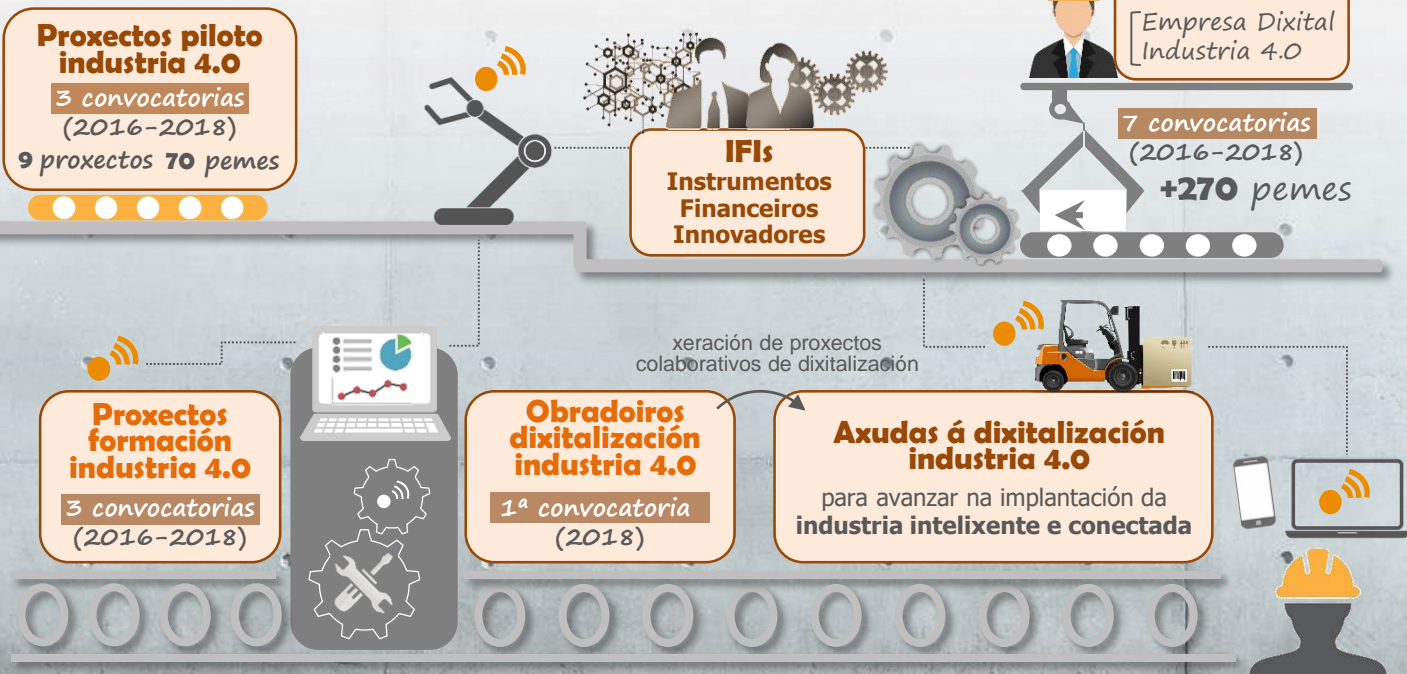 Proxectos piloto
industria 4.0
3 convocatorias
(2016-2018)
9 proxectos 70 pemes
IFIs
Instrumentos
Financeiros
Innovadores
[Empresa Dixital
Industria 4.0
7 convocatorias
(2016-2018)
+270 pemes
Proxectos
formación
industria 4.0
3 convocatorias
(2016-2018)
xeración de proxectos
colaborativos de dixitalización
Obradoiros
dixitalización
industria 4.0
1ª convocatoria
(2018)
Axudas á dixitalización
industria 4.0
para avanzar na implantación da
industria intelixente e conectada